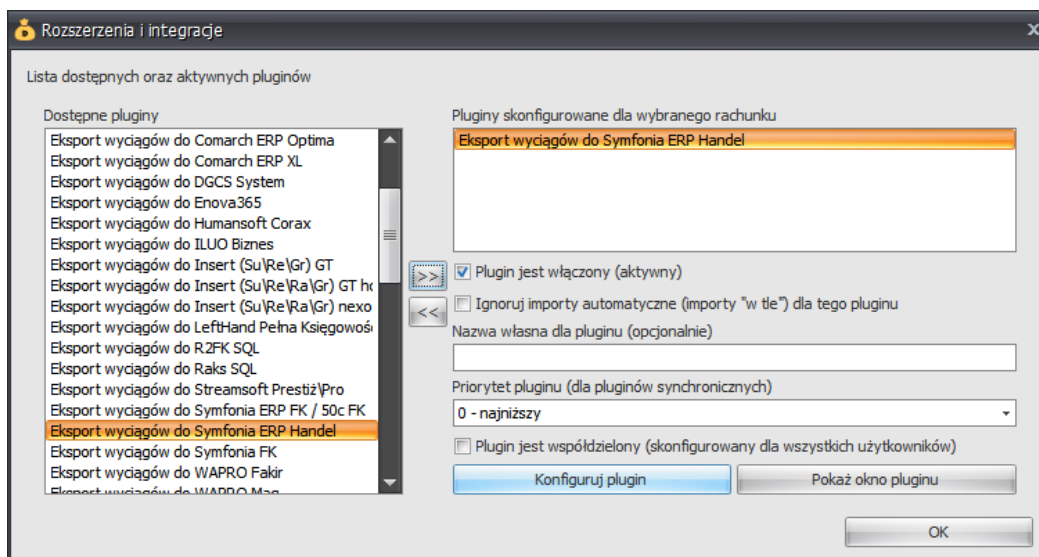 Rozszerzenia i integracje
x
Lista dostępnych oraz aktywnych pluginów
Dostępne pluginy
Eksport wyciągów do Comarch ERP Optima
Eksport wyciągów do Comarch ERP XL
Eksport wyciągów do DGCS System
Eksport wyciągów do Enova365
Eksport wyciągów do Humansoft Corax
Eksport wyciągów do ILUO Biznes
Eksport wyciągów do Insert (Su\Re\Gr) GT
Eksport wyciągów do Insert (Su\Re\Ra\Gr) GT ho
Eksport wyciągów do Insert (Su\Re\Ra\Gr) nexo
Eksport wyciągów do LeftHand Pełna Księgowość
Eksport wyciągów do R2FK SQL
Eksport wyciągów do Raks SQL
Eksport wyciągów do Streamsoft Prestiż\Pro
Eksport wyciągów do Symfonia ERP FK / 50c FK
Eksport wyciągów do Symfonia ERP Handel
Eksport wyciągów do Symfonia FK
Eksport wyciągów do WAPRO Fakir
Eksport wyciągów do WAPRO Mag
>>
<<
Pluginy skonfigurowane dla wybranego rachunku
Eksport wyciągów do Symfonia ERP Handel
Plugin jest włączony (aktywny)
Ignoruj importy automatyczne (importy "w tle") dla tego pluginu
Nazwa własna dla pluginu (opcjonalnie)
Priorytet pluginu (dla pluginów synchronicznych)
0 - najniższy
Plugin jest współdzielony (skonfigurowany dla wszystkich użytkowników)
Konfiguruj plugin
Pokaż okno pluginu
OK